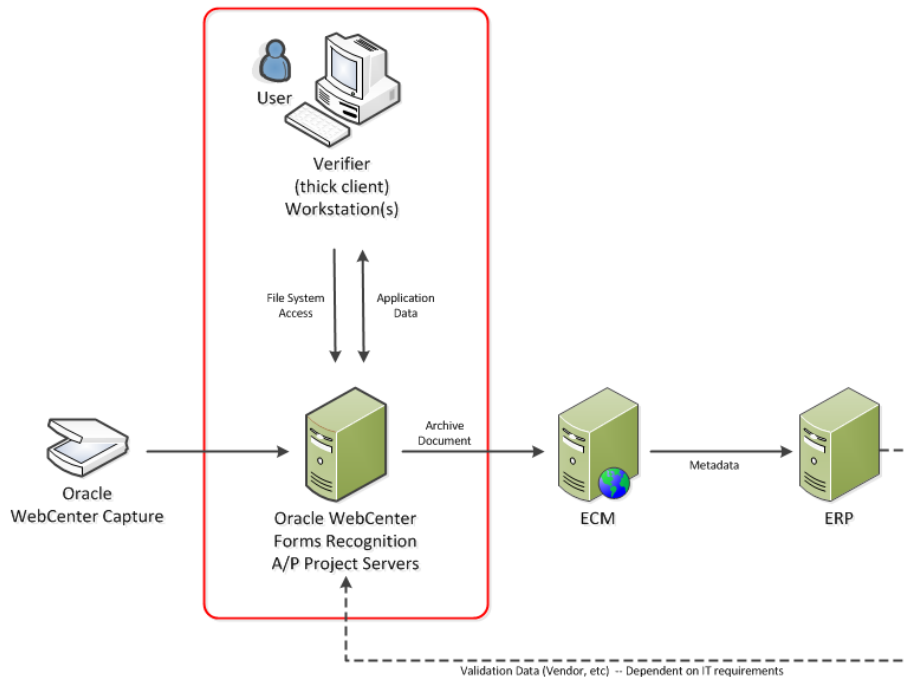 User
Verifier
(thick client)
Workstation(s)
File System
Access
Application
Data
Oracle
WebCenter Capture
Archive
Document
Oracle WebCenter
Forms Recognition
A/P Project Servers
ECM
Metadata
ERP
Validation Data (Vendor, etc)  -- Dependent on IT requirements